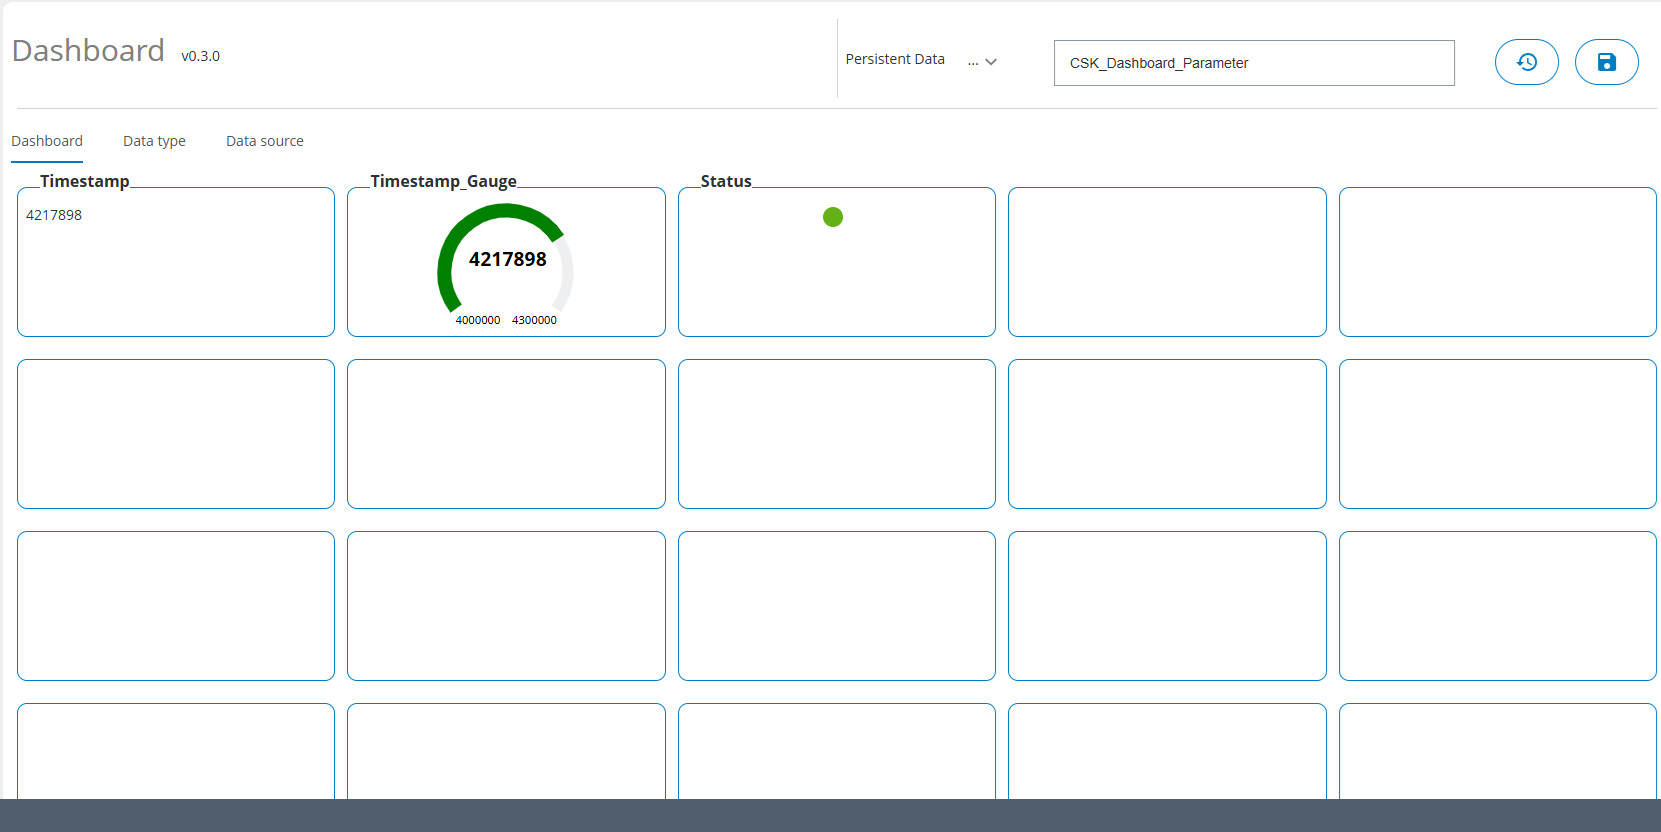 Dashboard v0.3.0
Persistent Data ...
CSK_Dashboard_Parameter
Dashboard Data type Data source
Timestamp
4217898
Timestamp_Gauge
4217898
4000000 4300000
Status